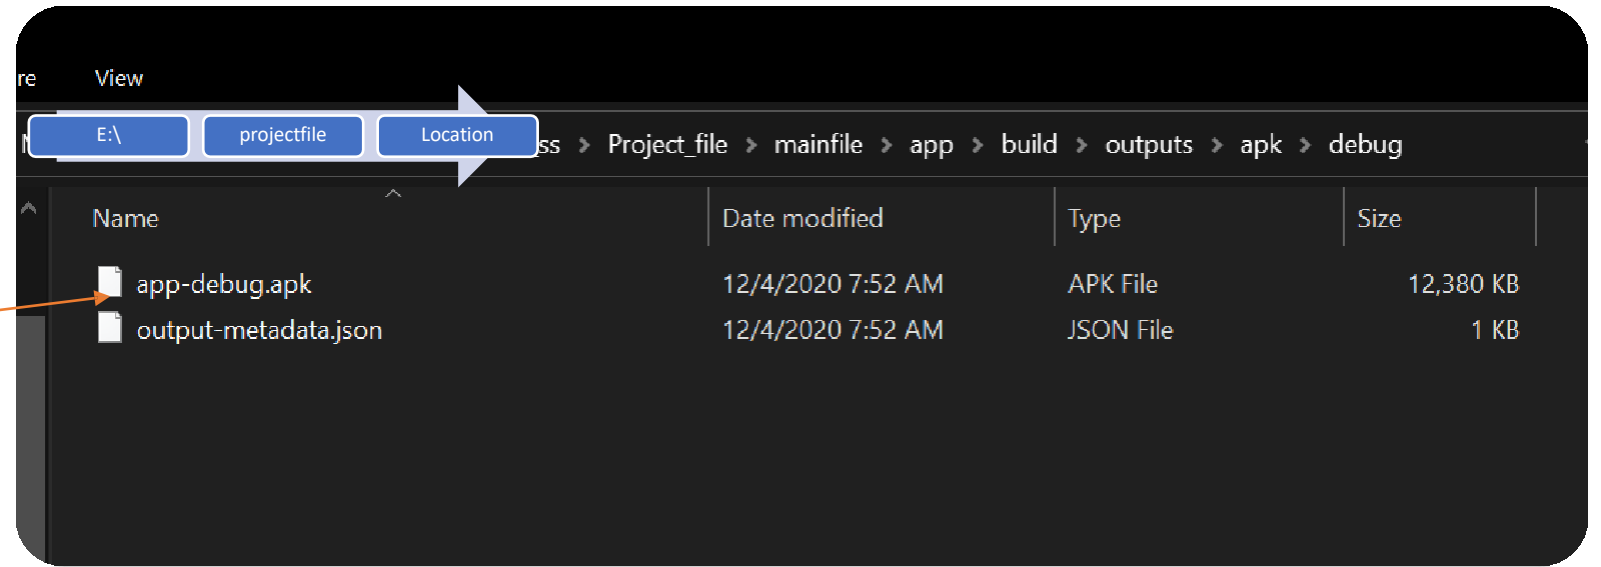 re View
E:\ projectfile Location ss > Project_file > mainfile > app > build > outputs > apk > debug
Name Date modified Type Size
app-debug.apk 12/4/2020 7:52 AM APK File 12,380 KB
output-metadata.json 12/4/2020 7:52 AM JSON File 1 KB